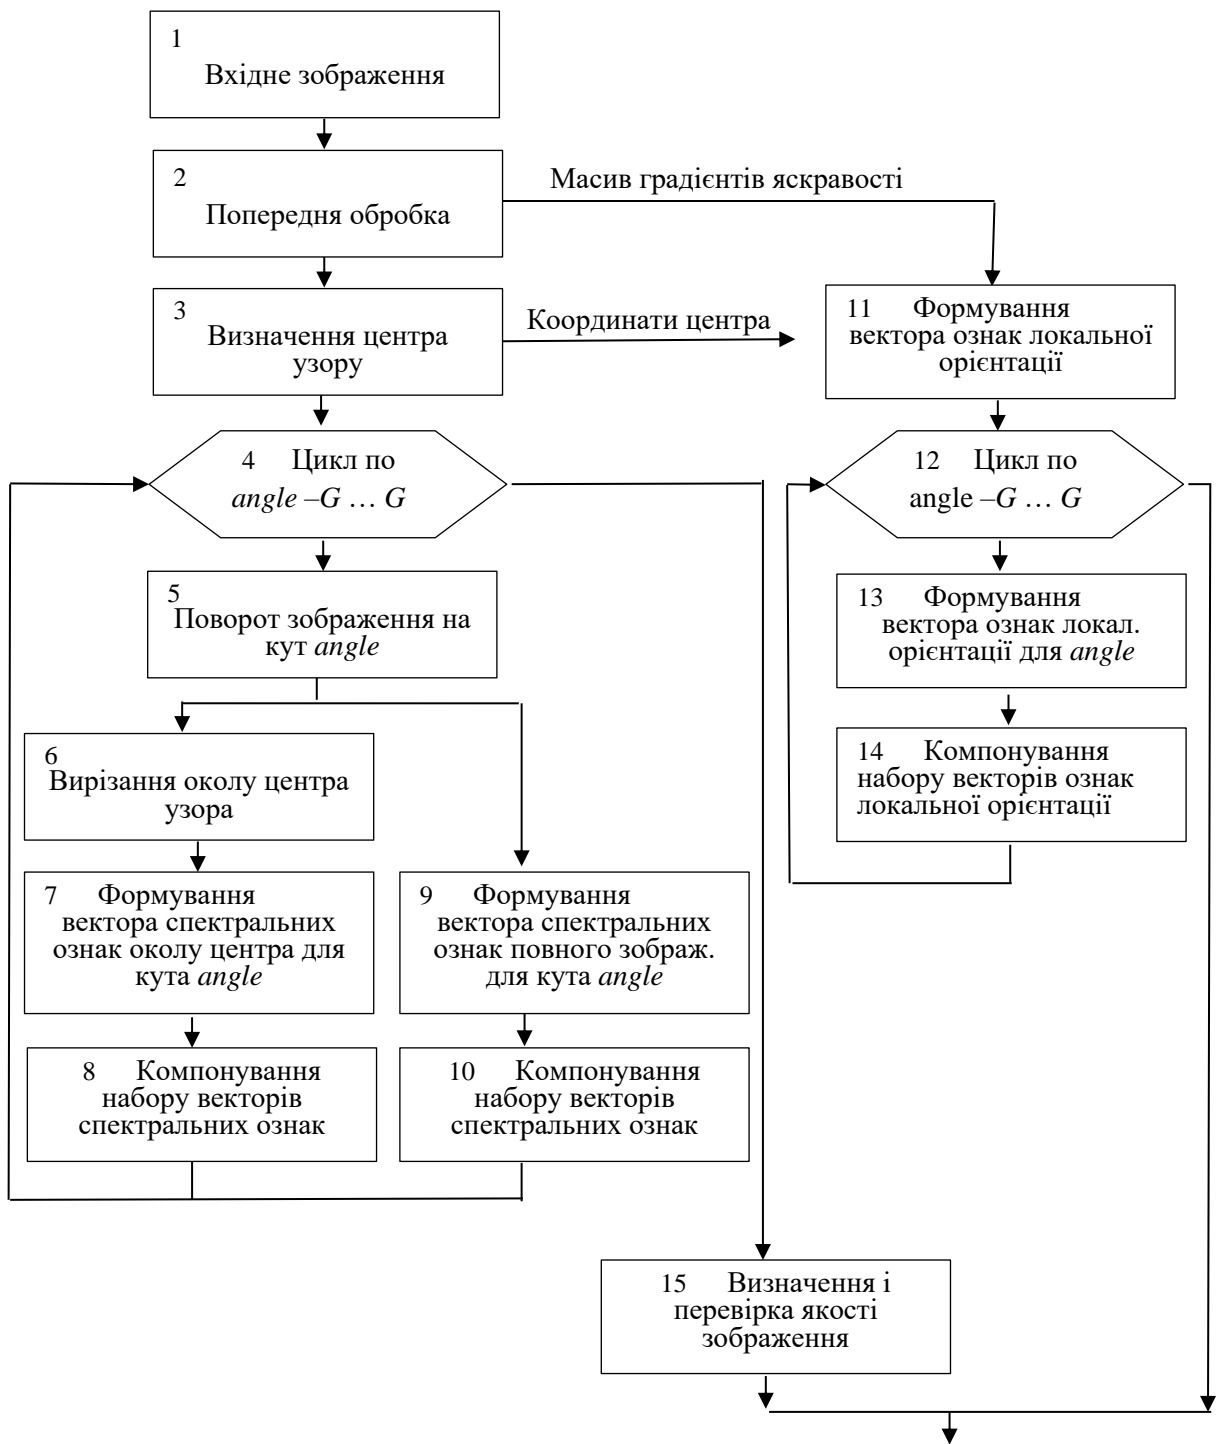 1
Вхідне зображення
2
Попередня обробка
Масив градієнтів яскравості
3
Визначення центра
узору
Координати центра
11 Формування
вектора ознак локальної
орієнтації
4 Цикл по
angle –G … G
12 Цикл по
angle –G … G
5
Поворот зображення на
кут angle
13 Формування
вектора ознак локал.
орієнтації для angle
6
Вирізання околу центра
узора
14 Компонування
набору векторів ознак
локальної орієнтації
7 Формування
вектора спектральних
ознак околу центра для
кута angle
9 Формування
вектора спектральних
ознак повного зображ.
для кута angle
8 Компонування
набору векторів
спектральних ознак
10 Компонування
набору векторів
спектральних ознак
15 Визначення і
перевірка якості
зображення